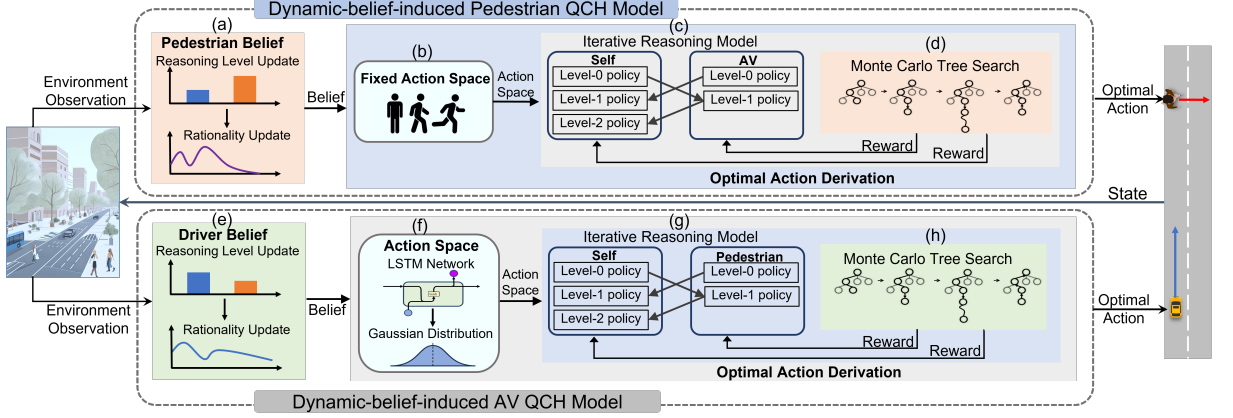 Dynamic-belief-induced Pedestrian QCH Model
(a)
Pedestrian Belief
Reasoning Level Update
Rationality Update
Environment
Observation
Belief
(b)
Fixed Action Space
Action
Space
(c)
Iterative Reasoning Model
Self
Level-0 policy
Level-1 policy
Level-2 policy
AV
Level-0 policy
Level-1 policy
(d)
Monte Carlo Tree Search
Reward
Reward
Optimal Action Derivation
Optimal
Action
State
(e)
Driver Belief
Reasoning Level Update
Rationality Update
Environment
Observation
Belief
(f)
Action Space
LSTM Network
Gaussian Distribution
Action
Space
(g)
Iterative Reasoning Model
Self
Level-0 policy
Level-1 policy
Level-2 policy
Pedestrian
Level-0 policy
Level-1 policy
(h)
Monte Carlo Tree Search
Reward
Reward
Optimal Action Derivation
Optimal
Action
Dynamic-belief-induced AV QCH Model